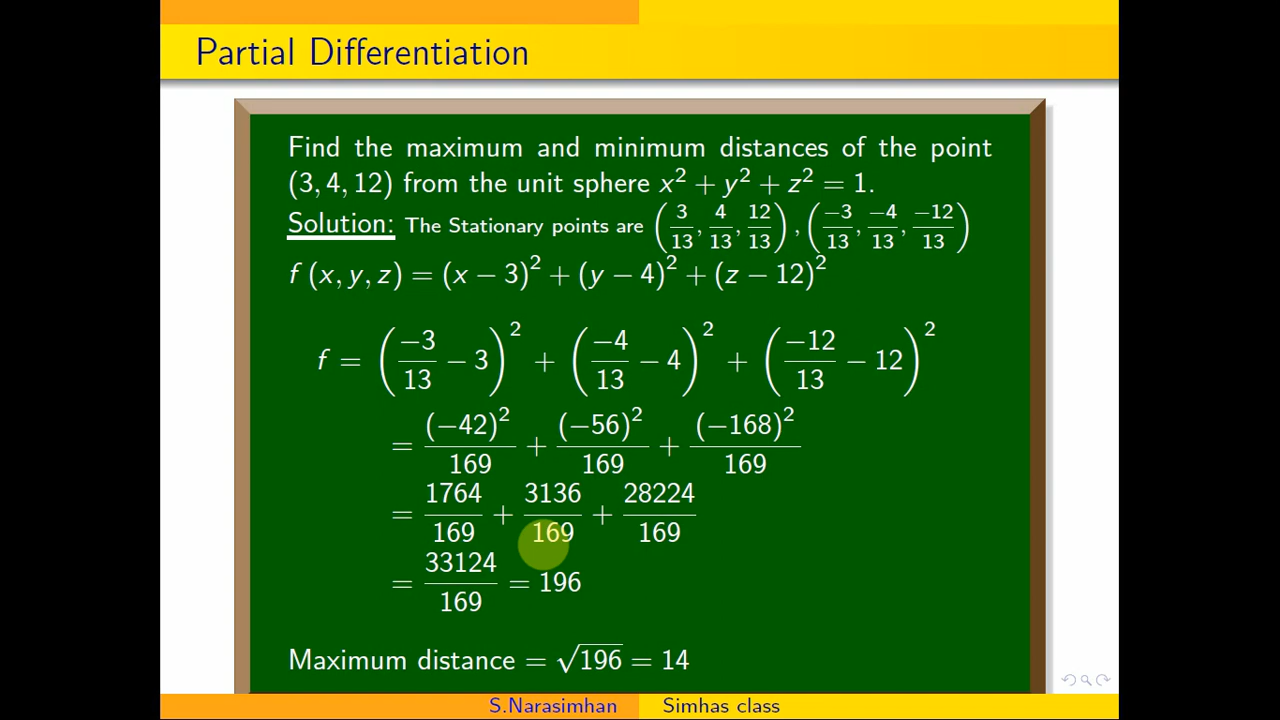 Partial Differentiation
Find the maximum and minimum distances of the point
(3, 4, 12) from the unit sphere x² + y² + z² = 1.
Solution: The Stationary points are (3/13, 4/13, 12/13), (-3/13, -4/13, -12/13)
f (x, y, z) = (x − 3)² + (y − 4)² + (z − 12)²
f = (-3/13 − 3)² + (-4/13 − 4)² + (-12/13 − 12)²
= (−42)²/169 + (−56)²/169 + (−168)²/169
= 1764/169 + 3136/169 + 28224/169
= 33124/169 = 196
Maximum distance = √196 = 14
S.Narasimhan Simhas class